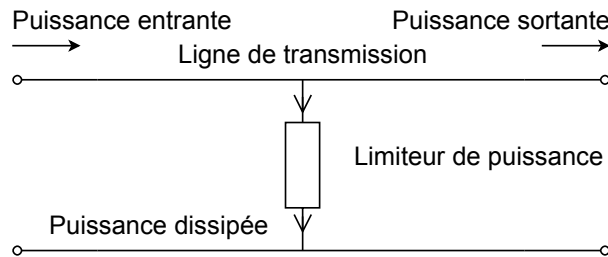 Puissance entrante
Puissance sortante
Ligne de transmission
Limiteur de puissance
Puissance dissipée